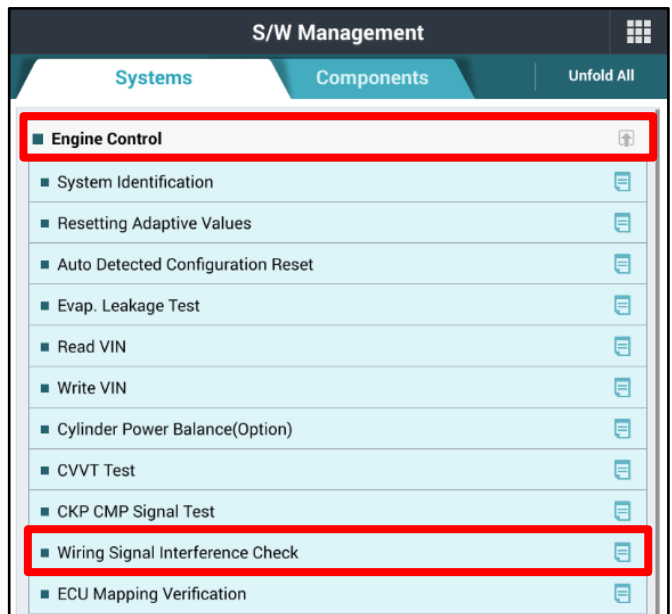 S/W Management
Systems
Components
Unfold All
Engine Control
System Identification
Resetting Adaptive Values
Auto Detected Configuration Reset
Evap. Leakage Test
Read VIN
Write VIN
Cylinder Power Balance(Option)
CVVT Test
CKP CMP Signal Test
Wiring Signal Interference Check
ECU Mapping Verification